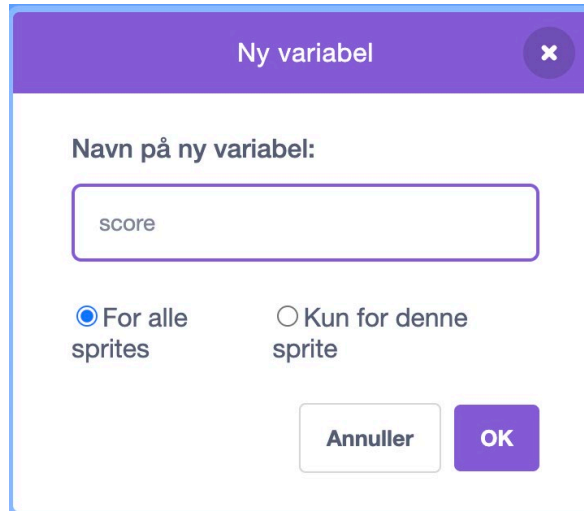 Ny variabel
Navn på ny variabel:
score
For alle
sprites
Kun for denne
sprite
Annuller
OK